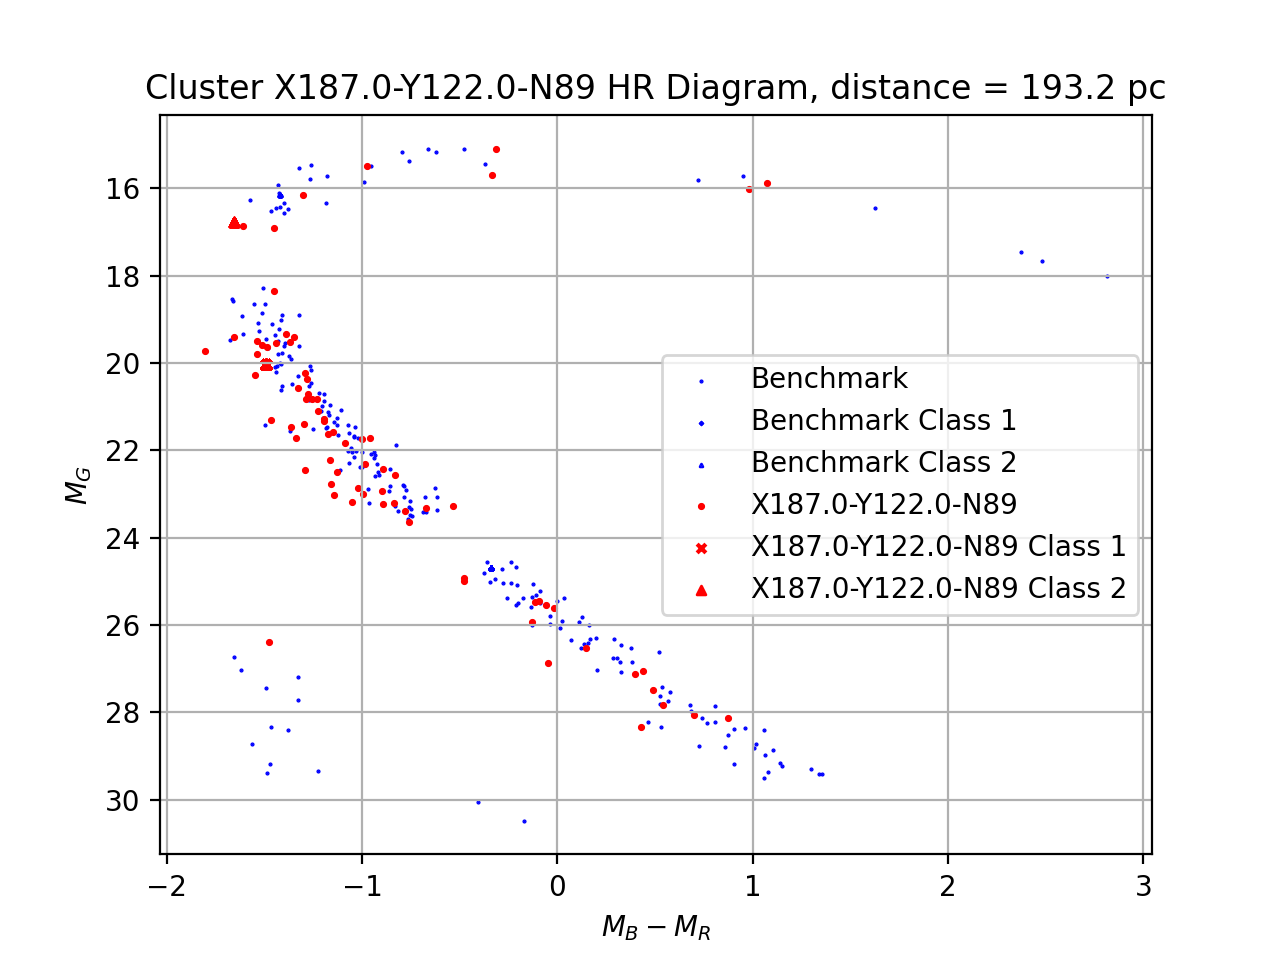 Cluster X187.0-Y122.0-N89 HR Diagram, distance = 193.2 pc
16
18
20
22
24
26
28
30
M_G
Benchmark
Benchmark Class 1
Benchmark Class 2
X187.0-Y122.0-N89
X187.0-Y122.0-N89 Class 1
X187.0-Y122.0-N89 Class 2
−2 −1 0 1 2 3
M_B − M_R